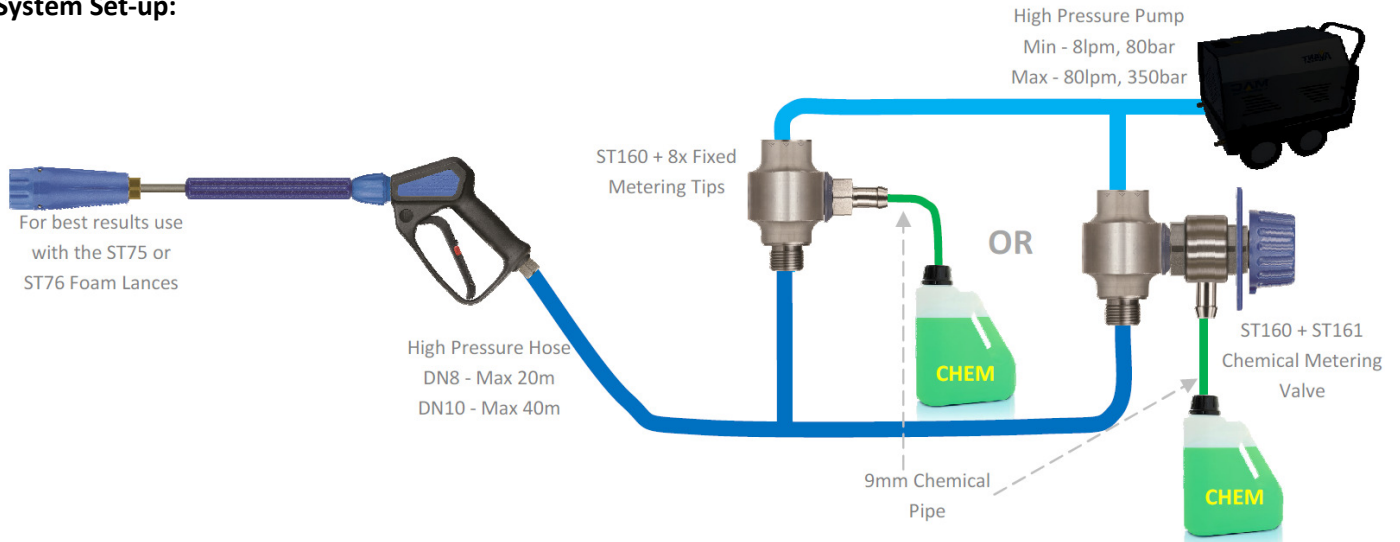 System Set-up:
High Pressure Pump
Min - 8lpm, 80bar
Max - 80lpm, 350bar
ST160 + 8x Fixed
Metering Tips
For best results use
with the ST75 or
ST76 Foam Lances
OR
High Pressure Hose
DN8 - Max 20m
DN10 - Max 40m
CHEM
ST160 + ST161
Chemical Metering
Valve
9mm Chemical
Pipe
CHEM